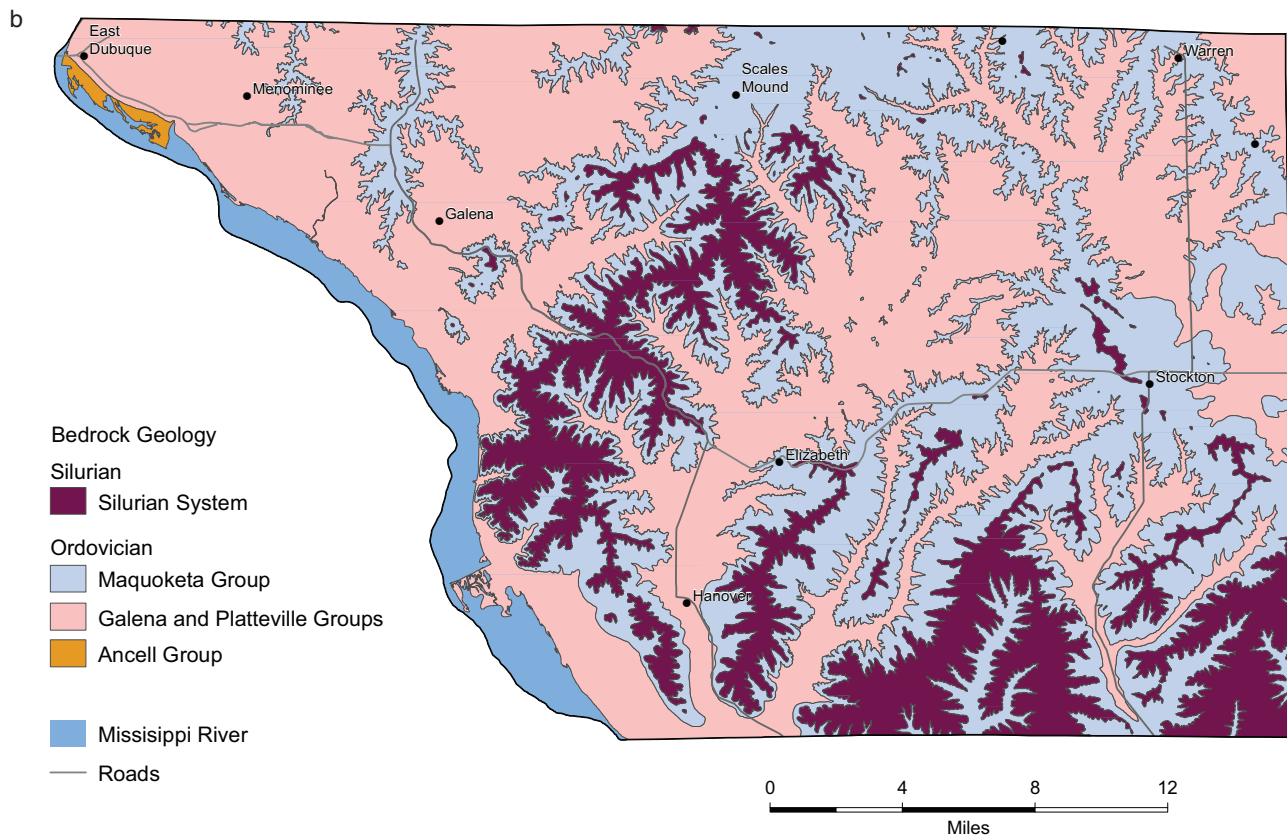 b
East
Dubuque
Menominee
Scales
Mound
Warren
Galena
Stockton
Elizabeth
Hanover
Bedrock Geology
Silurian
Silurian System
Ordovician
Maquoketa Group
Galena and Platteville Groups
Ancell Group
Missisippi River
Roads
0 4 8 12
Miles